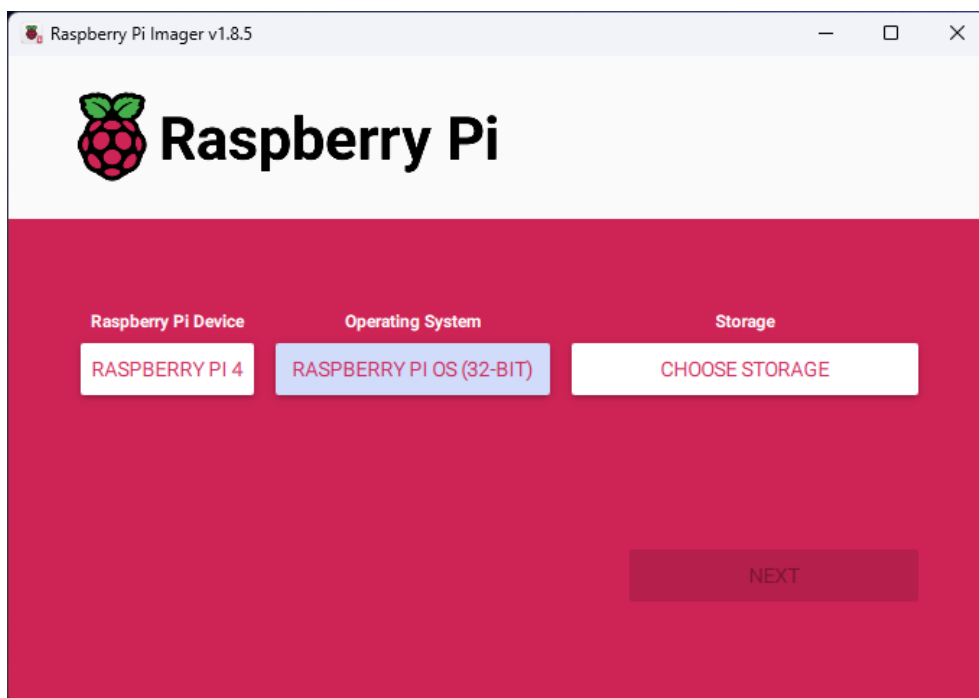 Raspberry Pi Imager v1.8.5
Raspberry Pi
Raspberry Pi Device
Operating System
Storage
RASPBERRY PI 4
RASPBERRY PI OS (32-BIT)
CHOOSE STORAGE
NEXT